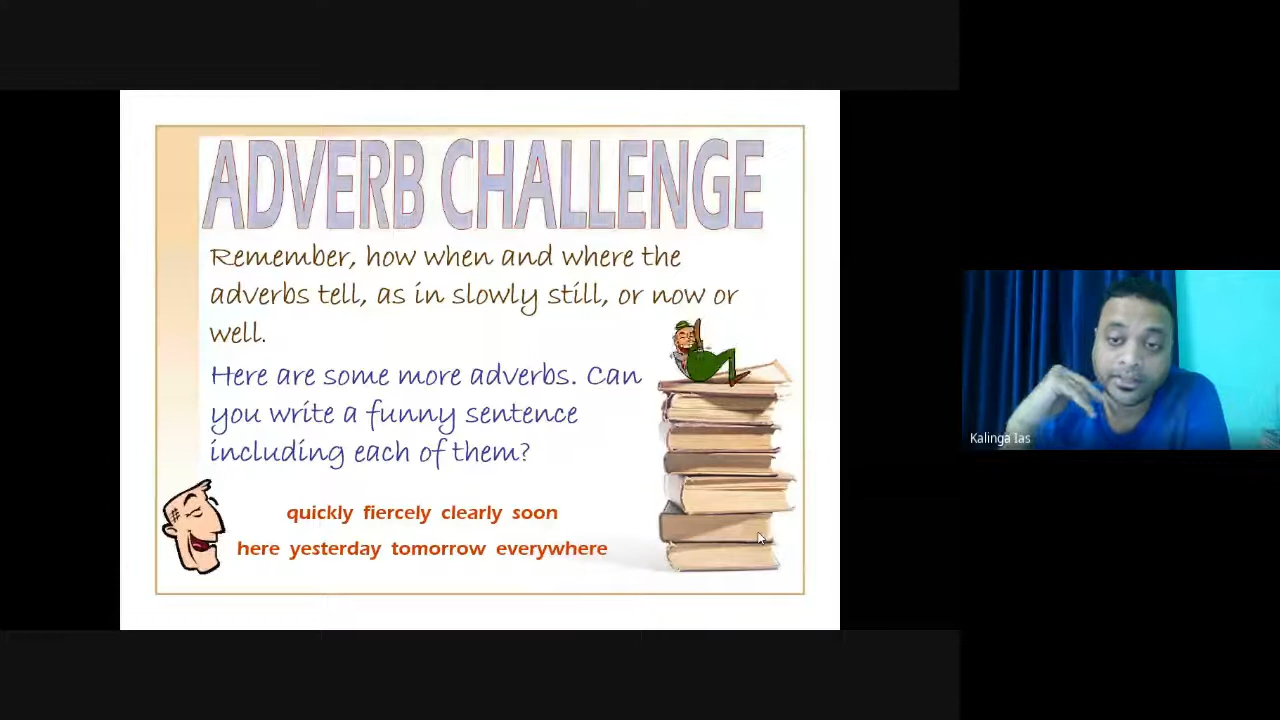 ADVERB CHALLENGE
Remember, how when and where the
adverbs tell, as in slowly still, or now or
well.
Here are some more adverbs. Can
you write a funny sentence
including each of them?
quickly fiercely clearly soon
here yesterday tomorrow everywhere
Kalinga Ias